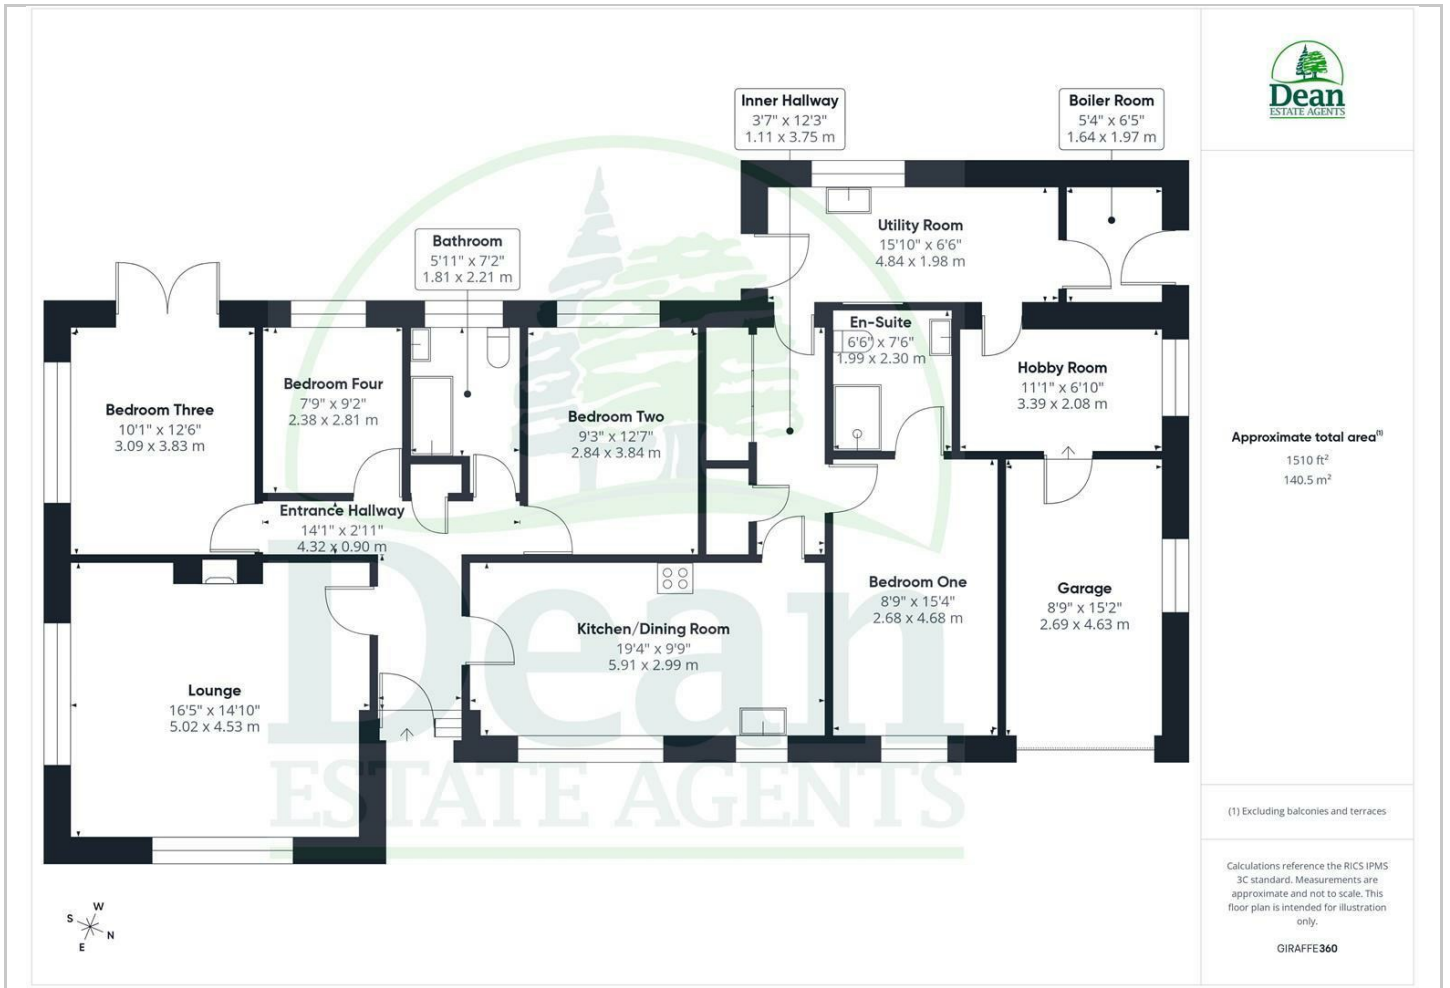 Inner Hallway
3'7" x 12'3"
1.11 x 3.75 m
Boiler Room
5'4" x 6'5"
1.64 x 1.97 m
Dean
ESTATE AGENTS
Utility Room
15'10" x 6'6"
4.84 x 1.98 m
Bathroom
5'11" x 7'2"
1.81 x 2.21 m
En-Suite
6'6" x 7'6"
1.99 x 2.30 m
Hobby Room
11'1" x 6'10"
3.39 x 2.08 m
Bedroom Three
10'1" x 12'6"
3.09 x 3.83 m
Bedroom Four
7'9" x 9'2"
2.38 x 2.81 m
Bedroom Two
9'3" x 12'7"
2.84 x 3.84 m
Entrance Hallway
14'1" x 2'11"
4.32 x 0.90 m
Bedroom One
8'9" x 15'4"
2.68 x 4.68 m
Garage
8'9" x 15'2"
2.69 x 4.63 m
Kitchen/Dining Room
19'4" x 9'9"
5.91 x 2.99 m
Lounge
16'5" x 14'10"
5.02 x 4.53 m
Dean
ESTATE AGENTS
W
S
N
E
Approximate total area(1)
1510 ft²
140.5 m²
(1) Excluding balconies and terraces
Calculations reference the RICS IPMS
3C standard. Measurements are
approximate and not to scale. This
floor plan is intended for illustration
only.
GIRAFFE360